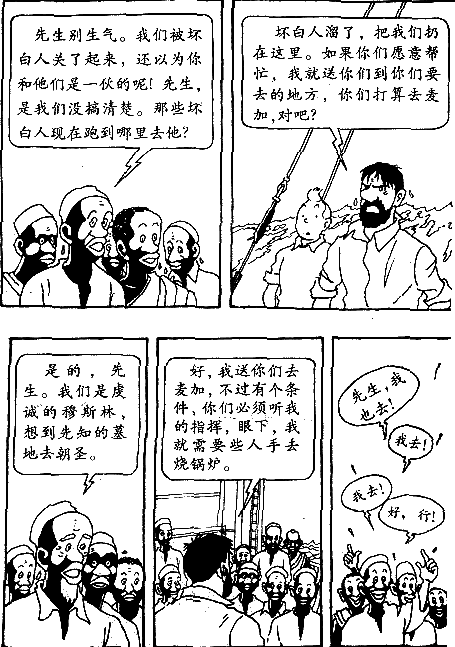 先生别生气。我们被坏
白人关了起来，还以为你
和他们是一伙的呢！先生，
是我们没搞清楚。那些坏
白人现在跑到哪里去他？
坏白人溜了，把我们扔
在这里。如果你们愿意帮
忙，我就送你们到你们要
去的地方，你们打算去麦
加，对吧？
是的，先
生。我们是虔
诚的穆斯林，
想到先知的墓
地去朝圣。
好，我送你们去
麦加，不过有个条
件、你们必须听我
的指挥，眼下，我
就需要些人手去
烧锅炉。
先生，我
也去！
我去！
我去！
好，行！